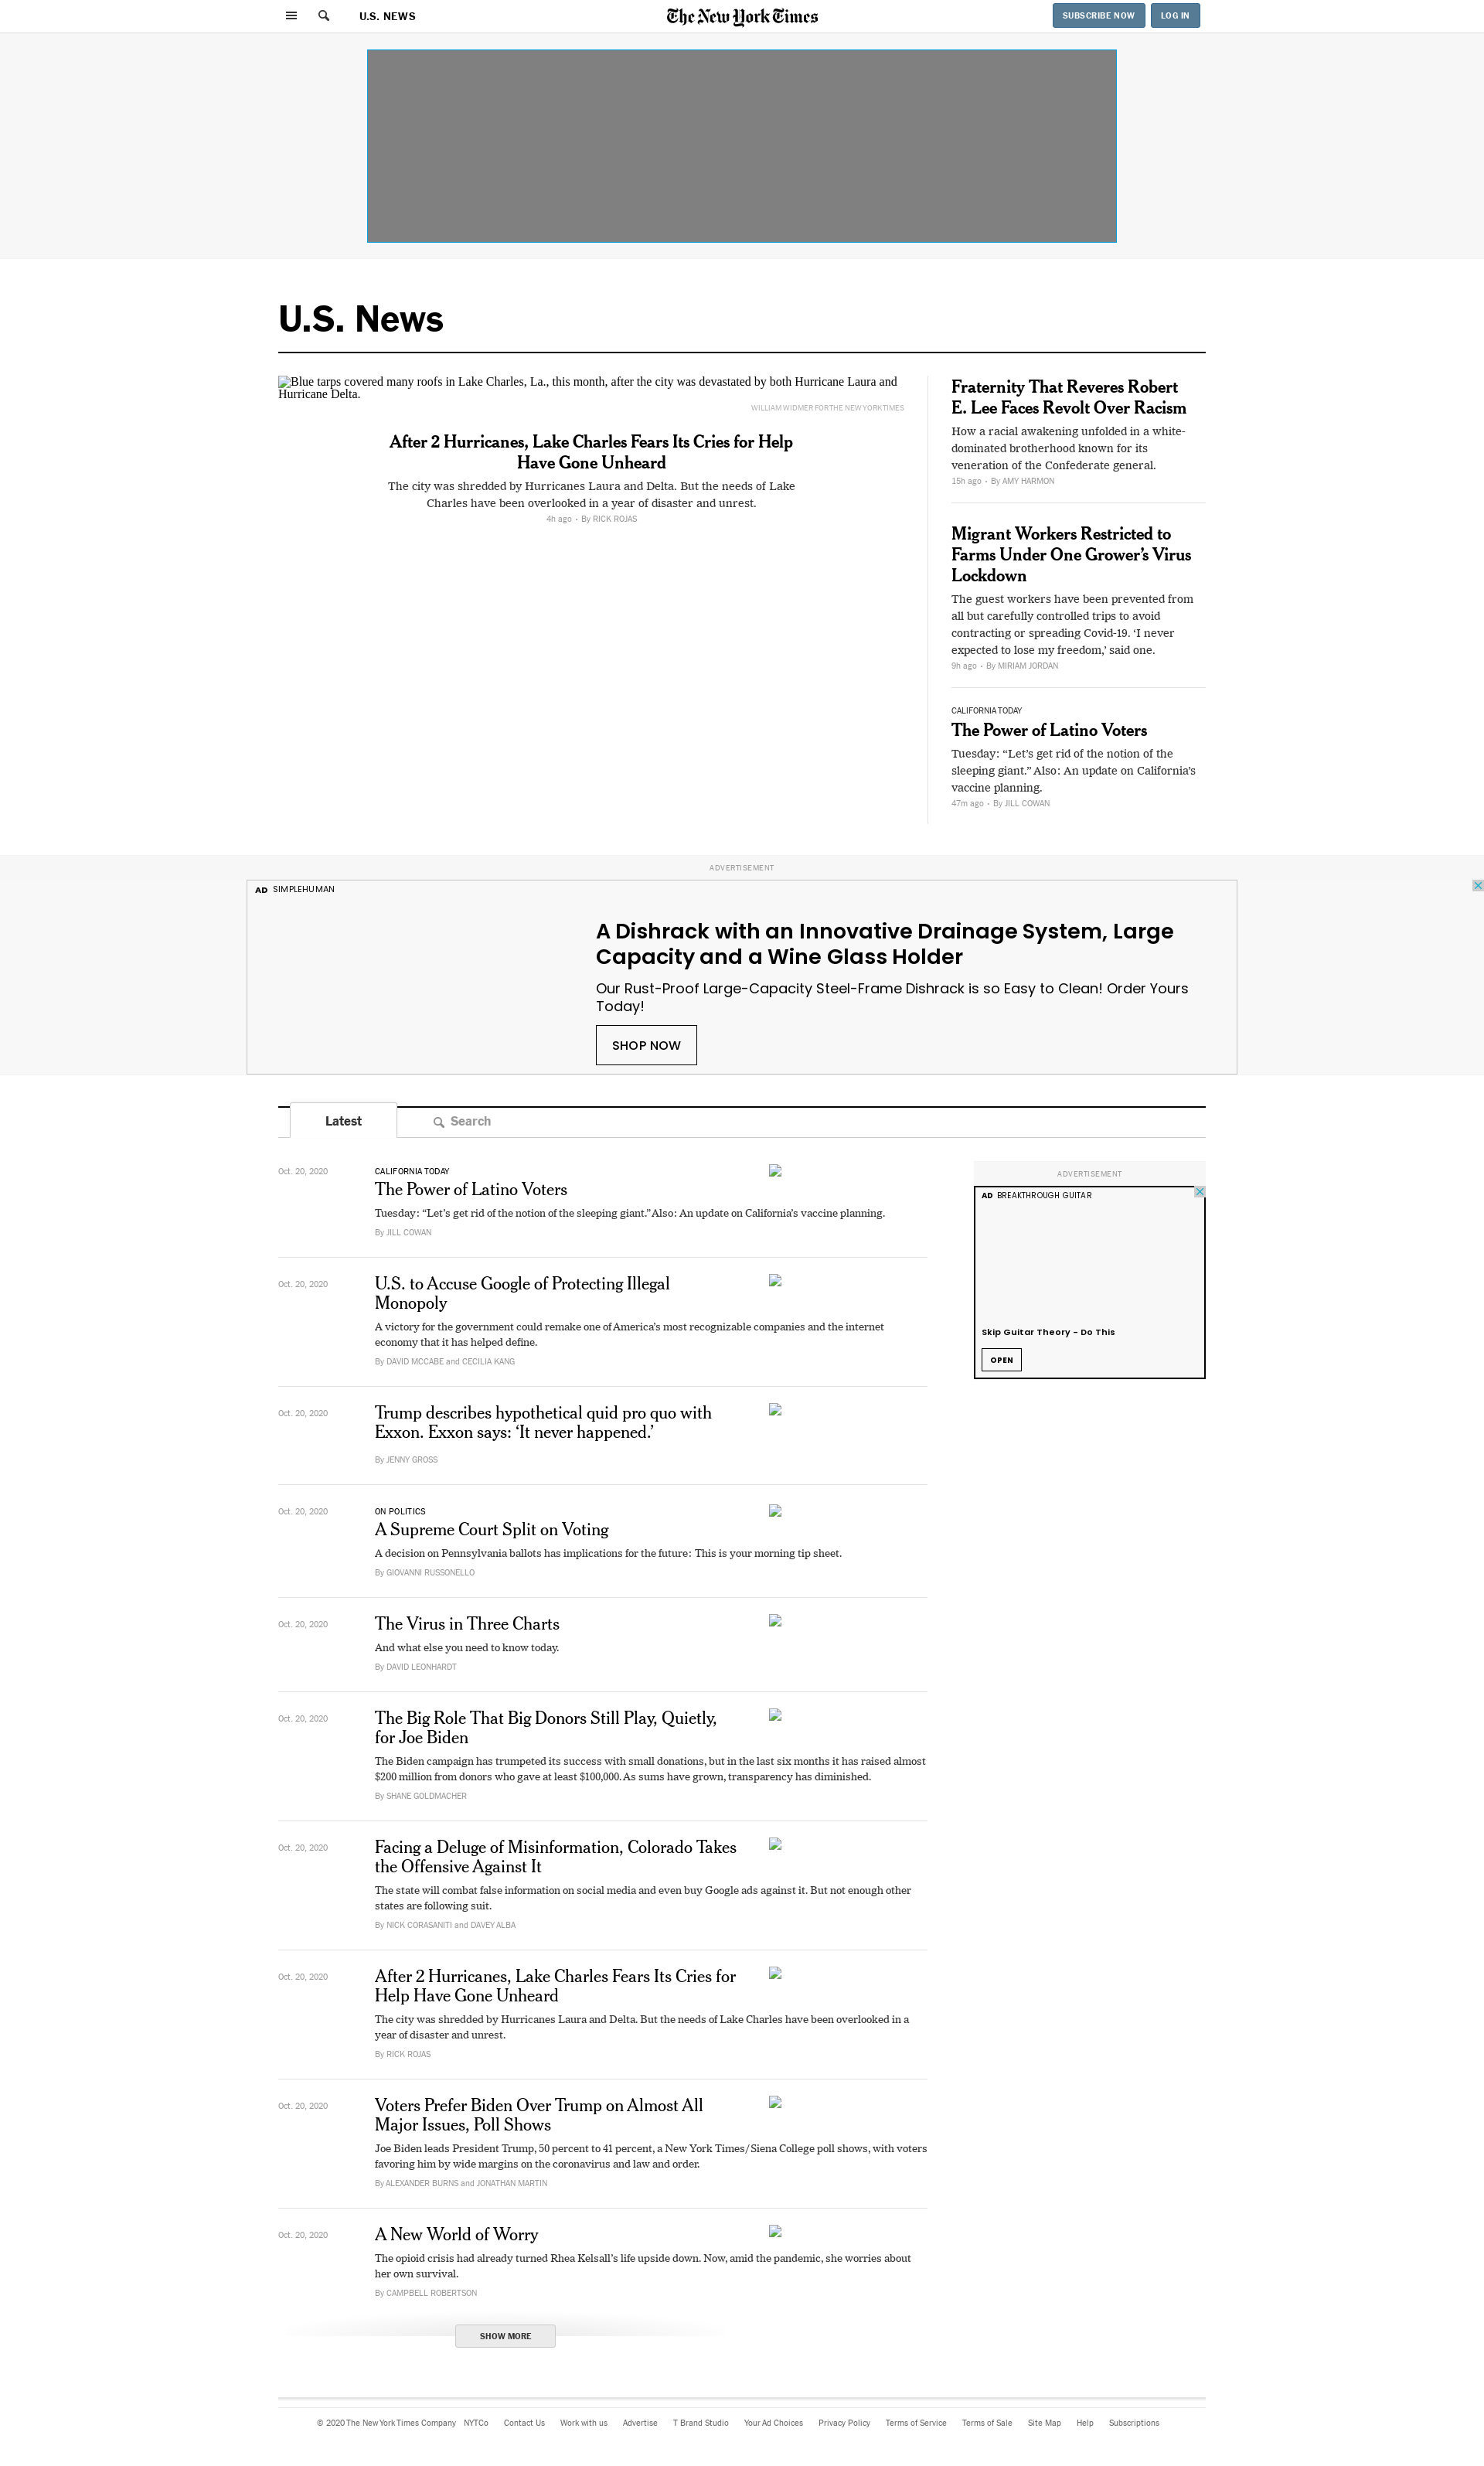 U.S. NEWS
The New York Times
SUBSCRIBE NOW
LOG IN
U.S. News
Blue tarps covered many roofs in Lake Charles, La., this month, after the city was devastated by both Hurricane Laura and
Hurricane Delta.
WILLIAM WIDMER FOR THE NEW YORK TIMES
After 2 Hurricanes, Lake Charles Fears Its Cries for Help
Have Gone Unheard
The city was shredded by Hurricanes Laura and Delta. But the needs of Lake
Charles have been overlooked in a year of disaster and unrest.
4h ago • By RICK ROJAS
Fraternity That Reveres Robert
E. Lee Faces Revolt Over Racism
How a racial awakening unfolded in a white-
dominated brotherhood known for its
veneration of the Confederate general.
15h ago • By AMY HARMON
Migrant Workers Restricted to
Farms Under One Grower’s Virus
Lockdown
The guest workers have been prevented from
all but carefully controlled trips to avoid
contracting or spreading Covid-19. ‘I never
expected to lose my freedom,’ said one.
9h ago • By MIRIAM JORDAN
CALIFORNIA TODAY
The Power of Latino Voters
Tuesday: “Let’s get rid of the notion of the
sleeping giant.” Also: An update on California’s
vaccine planning.
47m ago • By JILL COWAN
ADVERTISEMENT
AD SIMPLEHUMAN
A Dishrack with an Innovative Drainage System, Large
Capacity and a Wine Glass Holder
Our Rust-Proof Large-Capacity Steel-Frame Dishrack is so Easy to Clean! Order Yours
Today!
SHOP NOW
Latest
Search
Oct. 20, 2020
CALIFORNIA TODAY
The Power of Latino Voters
Tuesday: “Let’s get rid of the notion of the sleeping giant.” Also: An update on California’s vaccine planning.
By JILL COWAN
Oct. 20, 2020
U.S. to Accuse Google of Protecting Illegal
Monopoly
A victory for the government could remake one of America’s most recognizable companies and the internet
economy that it has helped define.
By DAVID MCCABE and CECILIA KANG
Oct. 20, 2020
Trump describes hypothetical quid pro quo with
Exxon. Exxon says: ‘It never happened.’
By JENNY GROSS
Oct. 20, 2020
ON POLITICS
A Supreme Court Split on Voting
A decision on Pennsylvania ballots has implications for the future: This is your morning tip sheet.
By GIOVANNI RUSSONELLO
Oct. 20, 2020
The Virus in Three Charts
And what else you need to know today.
By DAVID LEONHARDT
Oct. 20, 2020
The Big Role That Big Donors Still Play, Quietly,
for Joe Biden
The Biden campaign has trumpeted its success with small donations, but in the last six months it has raised almost
$200 million from donors who gave at least $100,000. As sums have grown, transparency has diminished.
By SHANE GOLDMACHER
Oct. 20, 2020
Facing a Deluge of Misinformation, Colorado Takes
the Offensive Against It
The state will combat false information on social media and even buy Google ads against it. But not enough other
states are following suit.
By NICK CORASANITI and DAVEY ALBA
Oct. 20, 2020
After 2 Hurricanes, Lake Charles Fears Its Cries for
Help Have Gone Unheard
The city was shredded by Hurricanes Laura and Delta. But the needs of Lake Charles have been overlooked in a
year of disaster and unrest.
By RICK ROJAS
Oct. 20, 2020
Voters Prefer Biden Over Trump on Almost All
Major Issues, Poll Shows
Joe Biden leads President Trump, 50 percent to 41 percent, a New York Times/Siena College poll shows, with voters
favoring him by wide margins on the coronavirus and law and order.
By ALEXANDER BURNS and JONATHAN MARTIN
Oct. 20, 2020
A New World of Worry
The opioid crisis had already turned Rhea Kelsall’s life upside down. Now, amid the pandemic, she worries about
her own survival.
By CAMPBELL ROBERTSON
SHOW MORE
ADVERTISEMENT
AD BREAKTHROUGH GUITAR
Skip Guitar Theory - Do This
OPEN
© 2020 The New York Times Company NYTCo Contact Us Work with us Advertise T Brand Studio Your Ad Choices Privacy Policy Terms of Service Terms of Sale Site Map Help Subscriptions